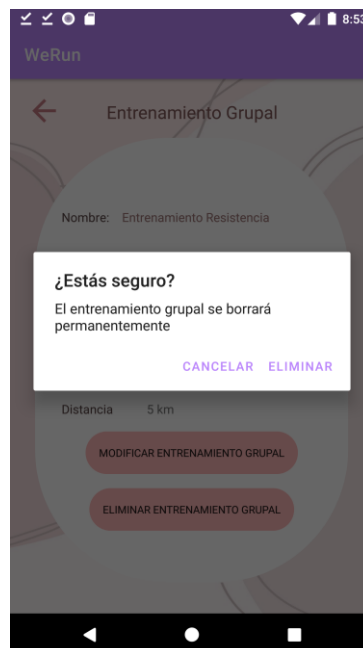 8:53
WeRun
Entrenamiento Grupal
Nombre: Entrenamiento Resistencia
¿Estás seguro?
El entrenamiento grupal se borrará
permanentemente
CANCELAR ELIMINAR
Distancia 5 km
MODIFICAR ENTRENAMIENTO GRUPAL
ELIMINAR ENTRENAMIENTO GRUPAL